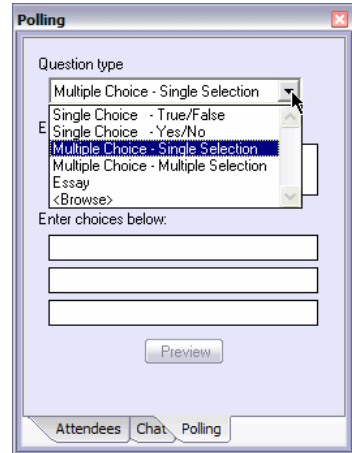 Polling
Question type
Multiple Choice - Single Selection
Single Choice - True/False
E
Single Choice - Yes/No
Multiple Choice - Single Selection
Multiple Choice - Multiple Selection
Essay
<Browse>
Enter choices below:
Preview
Attendees Chat Polling